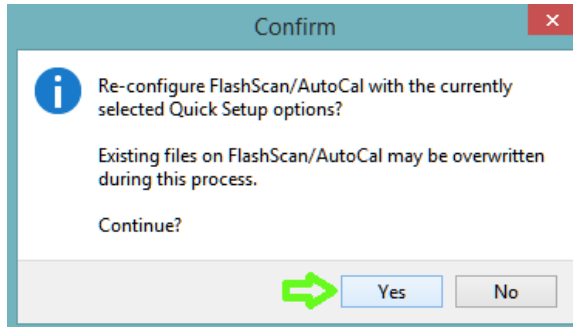 Confirm
Re-configure FlashScan/AutoCal with the currently
selected Quick Setup options?
Existing files on FlashScan/AutoCal may be overwritten
during this process.
Continue?
Yes No